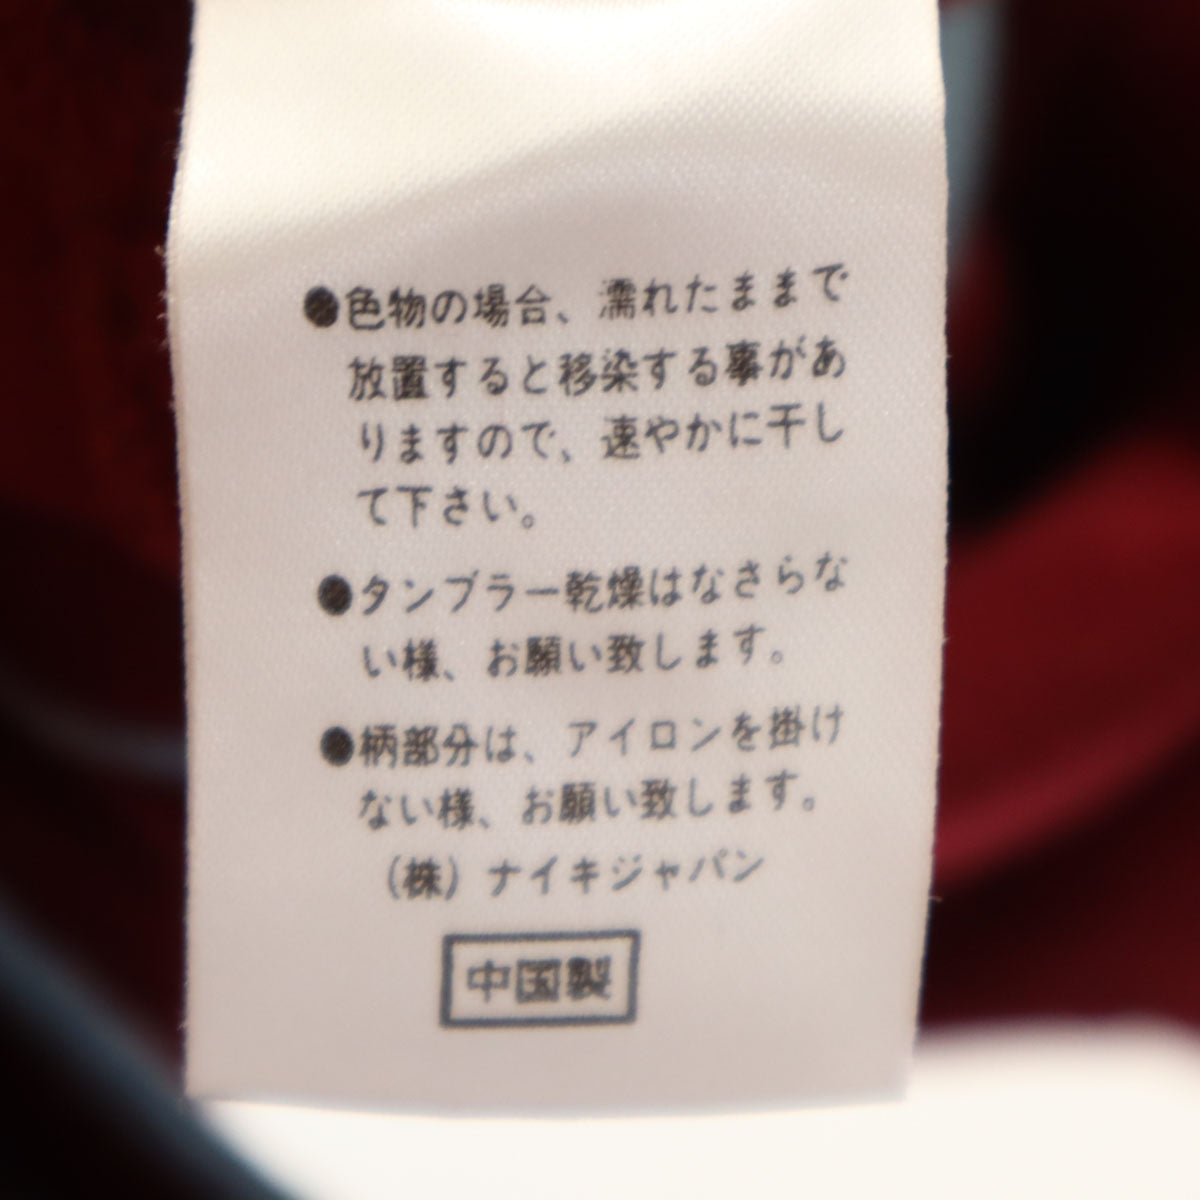 ●色物の場合、濡れたままで
放置すると移染する事があ
りますので、速やかに干し
て下さい。
●タンブラー乾燥はなさらな
い様、お願い致します。
●柄部分は、アイロンを掛け
ない様、お願い致します。
(株) ナイキジャパン
中国製